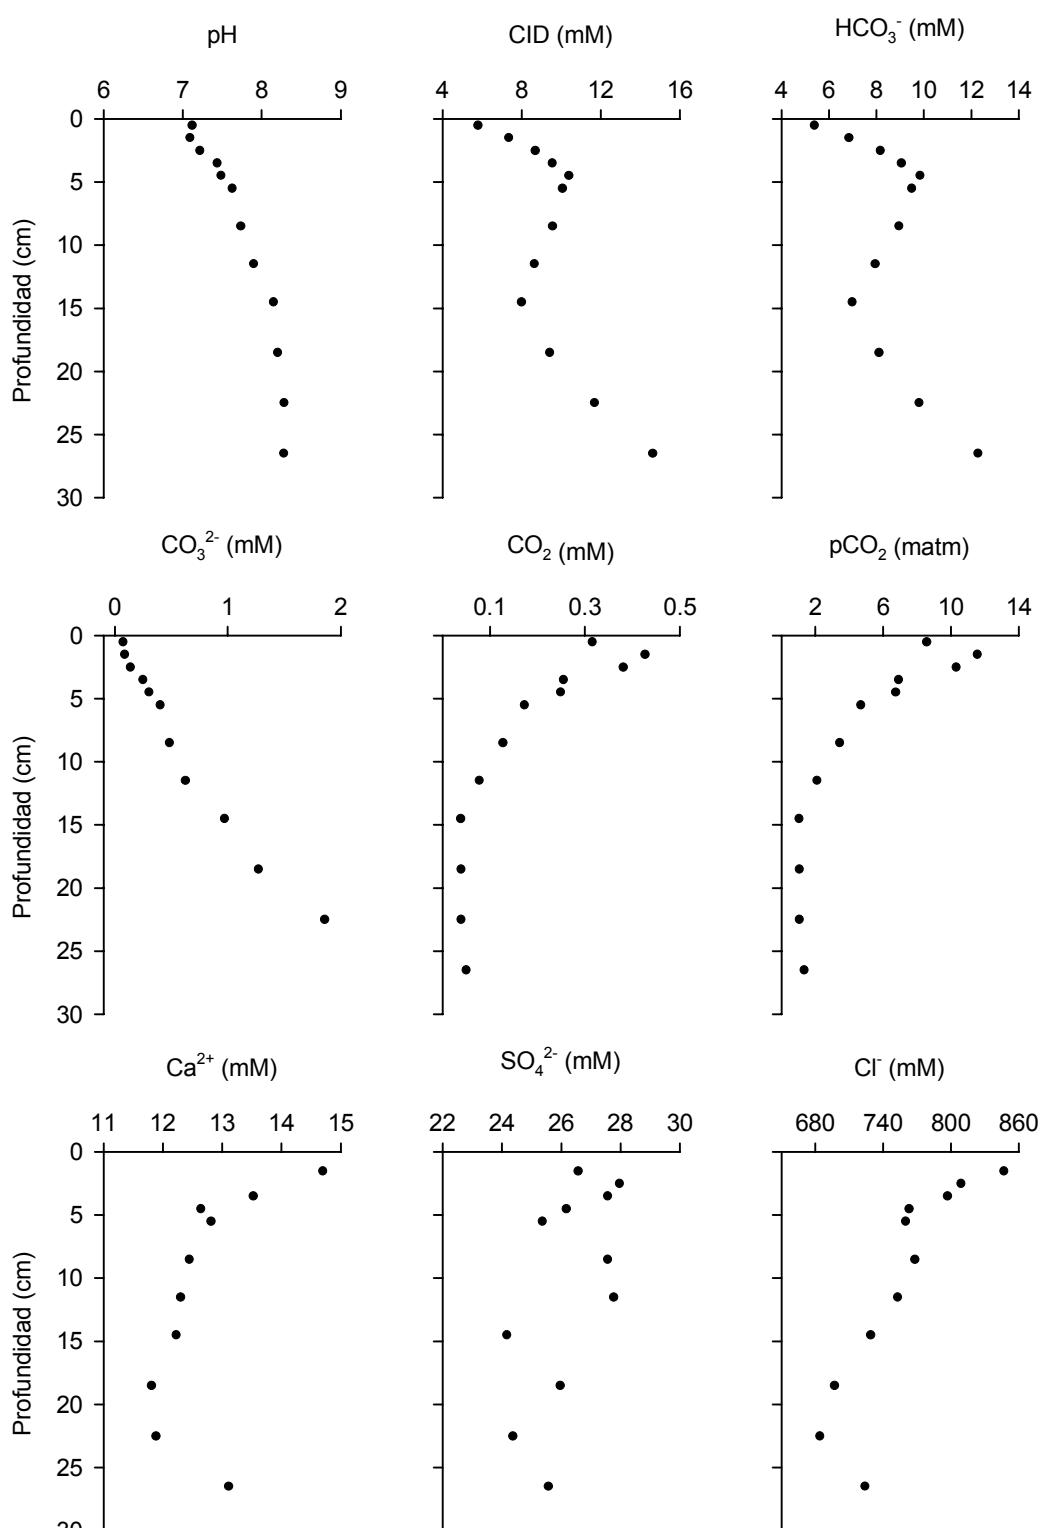 pH CID (mM) HCO₃⁻ (mM)
6 7 8 9 4 8 12 16 4 6 8 10 12 14
0
5
10
15
20
25
30
Profundidad (cm)
CO₃²⁻ (mM) CO₂ (mM) pCO₂ (matm)
0 1 2 0.1 0.3 0.5 2 6 10 14
0
5
10
15
20
25
30
Profundidad (cm)
Ca²⁺ (mM) SO₄²⁻ (mM) Cl⁻ (mM)
11 12 13 14 15 22 24 26 28 30 680 740 800 860
0
5
10
15
20
25
30
Profundidad (cm)